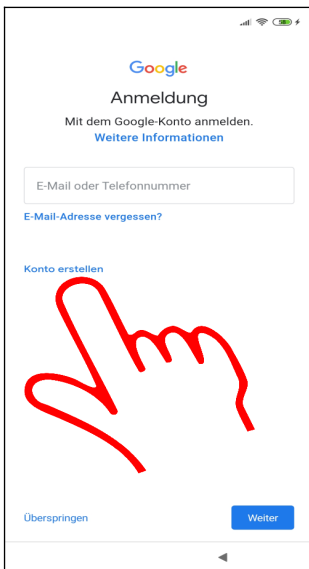 58
Google
Anmeldung
Mit dem Google-Konto anmelden.
Weitere Informationen
E-Mail oder Telefonnummer
E-Mail-Adresse vergessen?
Konto erstellen
Überspringen
Weiter